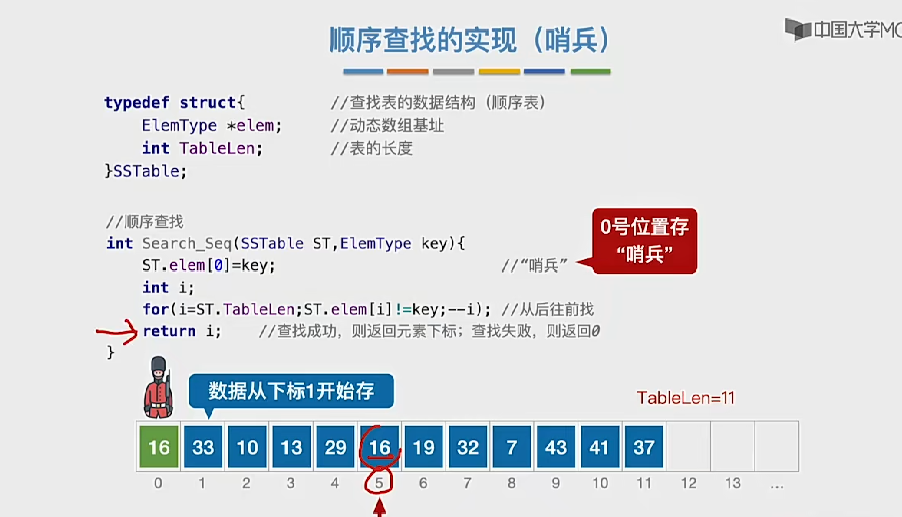 顺序查找的实现（哨兵）
中国大学MO
typedef struct{ //查找表的数据结构（顺序表）
ElemType *elem; //动态数组基址
int TableLen; //表的长度
}SSTable;
//顺序查找
int Search_Seq(SSTable ST,ElemType key){
ST.elem[0]=key; //“哨兵”
int i;
for(i=ST.TableLen;ST.elem[i]!=key;--i); //从后往前找
return i; //查找成功，则返回元素下标；查找失败，则返回0
}
0号位置存
“哨兵”
数据从下标1开始存
TableLen=11
16 33 10 13 29 16 19 32 7 43 41 37
0 1 2 3 4 5 6 7 8 9 10 11 12 13 ...